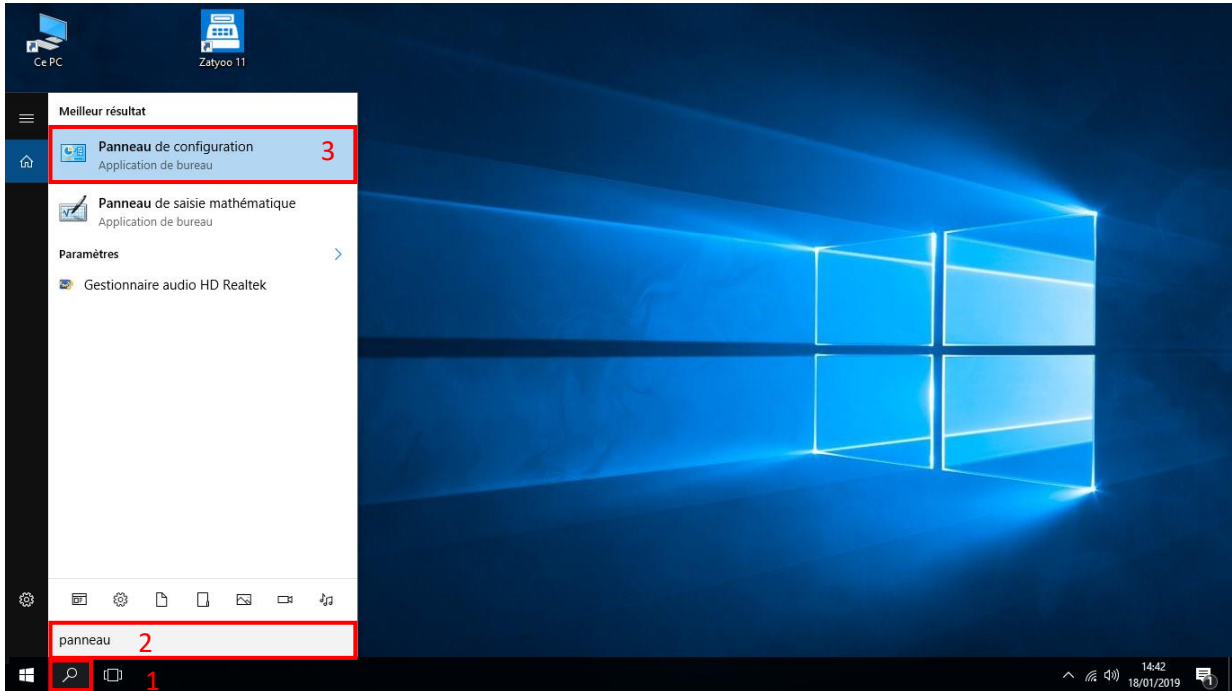 Ce PC
Zatyoo 11
Meilleur résultat
Panneau de configuration
Application de bureau
3
Panneau de saisie mathématique
Application de bureau
Paramètres
Gestionnaire audio HD Realtek
panneau
2
1
14:42
18/01/2019
1